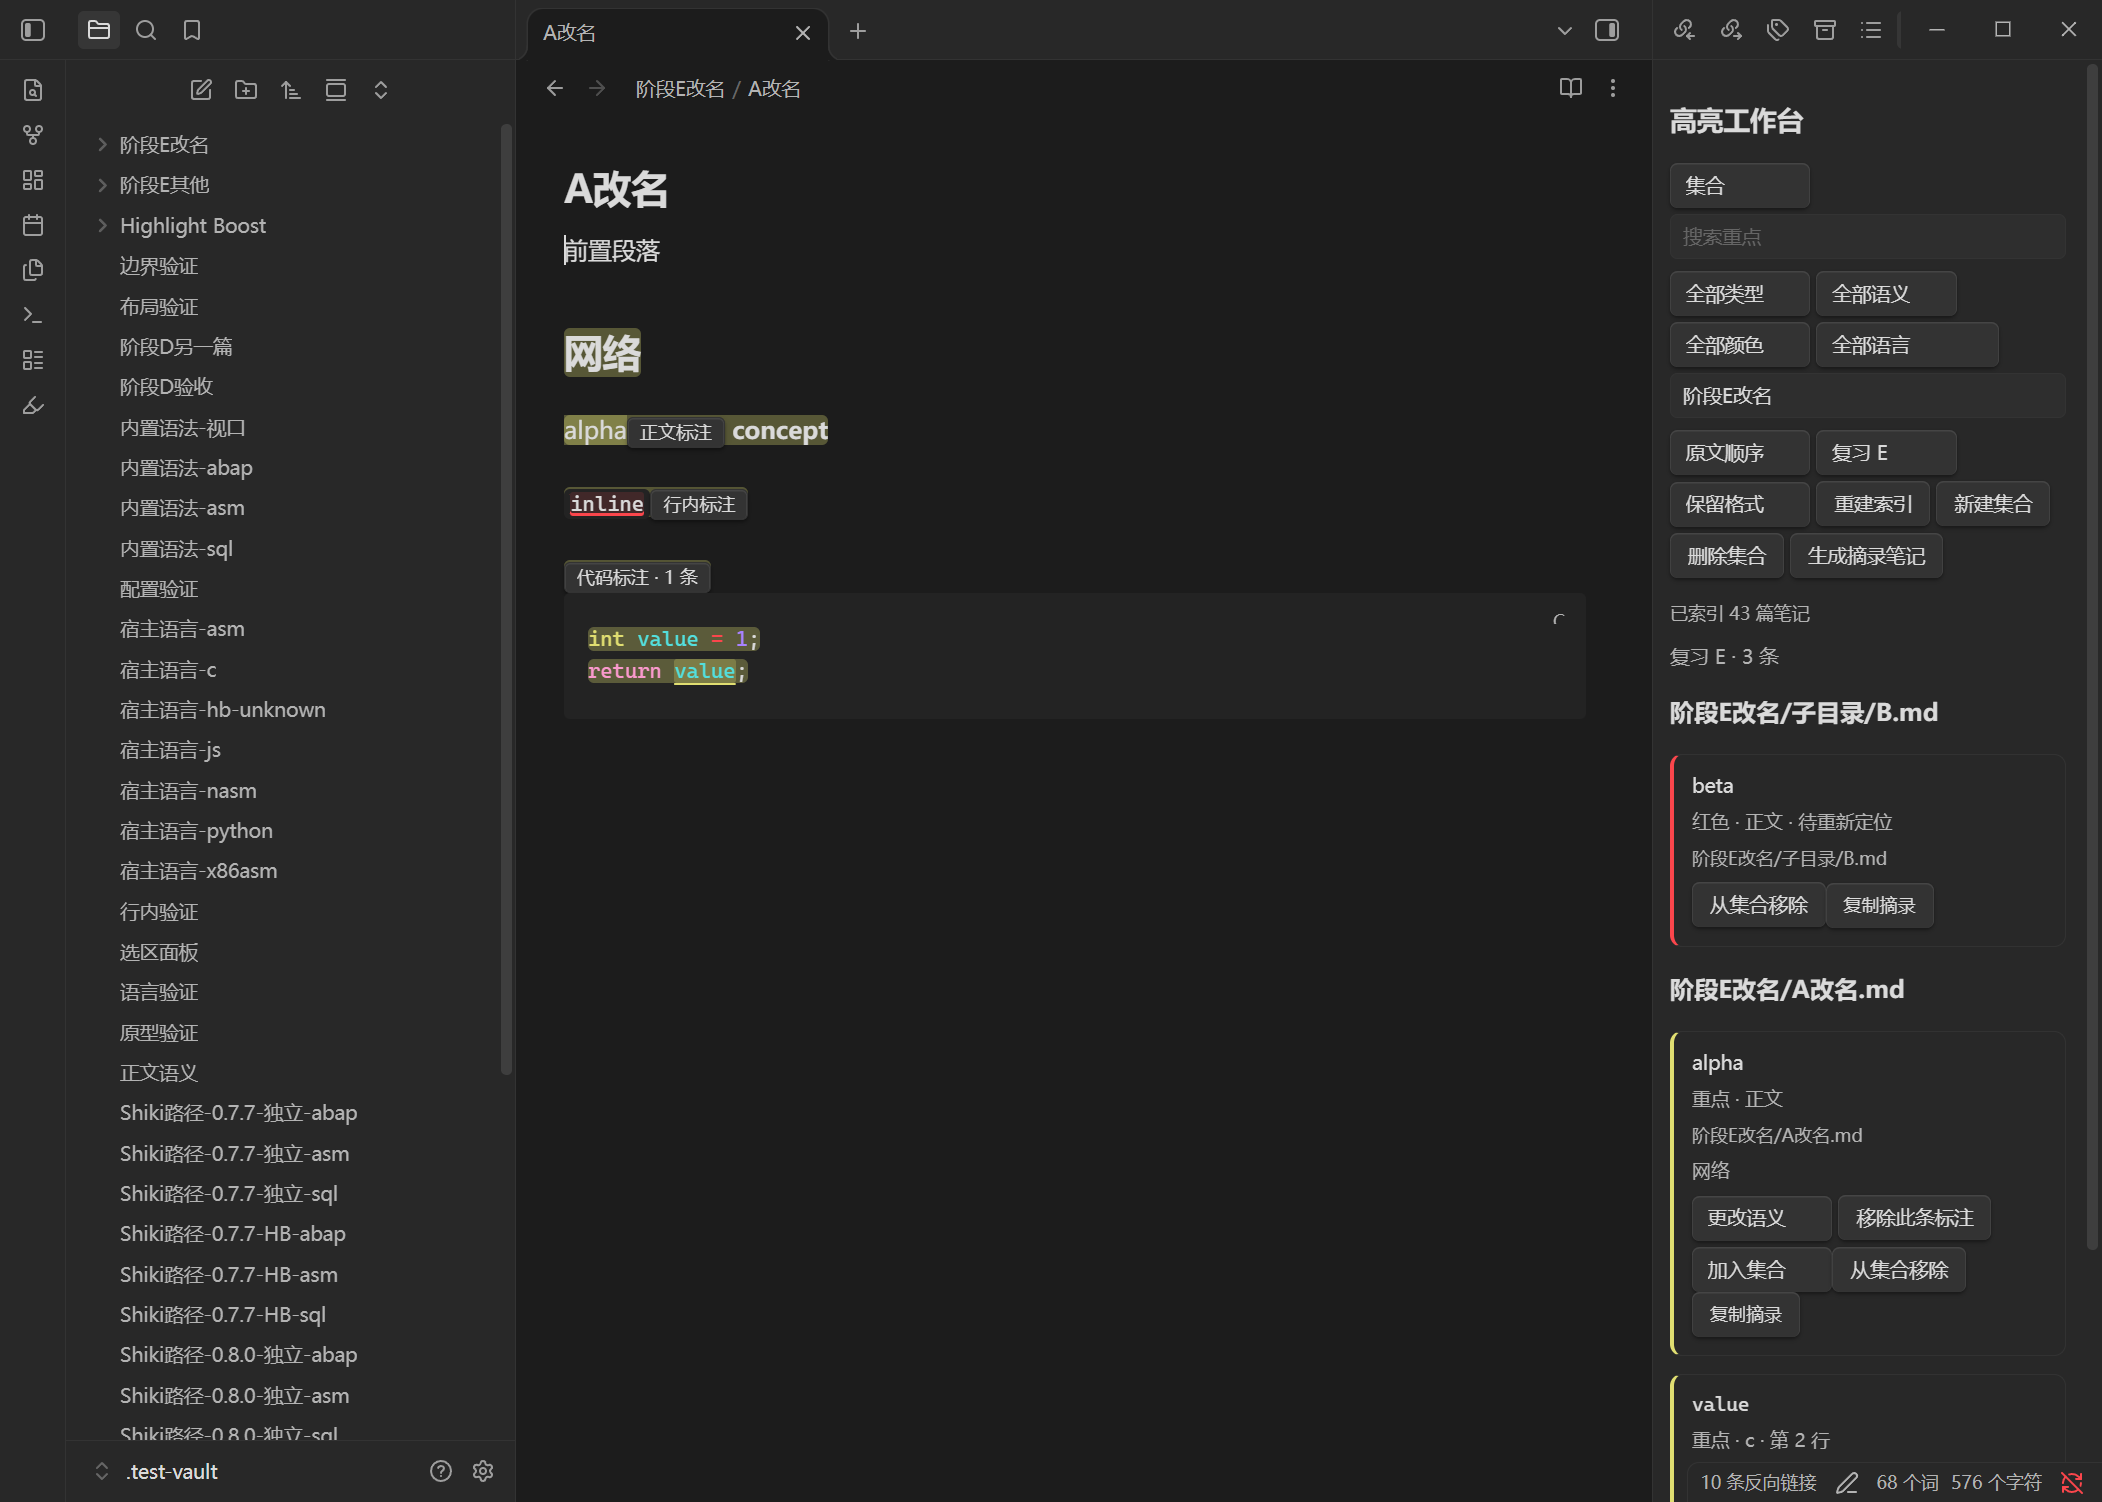 A改名
阶段E改名 / A改名
阶段E改名
阶段E其他
Highlight Boost
边界验证
布局验证
阶段D另一篇
阶段D验收
内置语法-视口
内置语法-abap
内置语法-asm
内置语法-sql
配置验证
宿主语言-asm
宿主语言-c
宿主语言-hb-unknown
宿主语言-js
宿主语言-nasm
宿主语言-python
宿主语言-x86asm
行内验证
选区面板
语言验证
原型验证
正文语义
Shiki路径-0.7.7-独立-abap
Shiki路径-0.7.7-独立-asm
Shiki路径-0.7.7-独立-sql
Shiki路径-0.7.7-HB-abap
Shiki路径-0.7.7-HB-asm
Shiki路径-0.7.7-HB-sql
Shiki路径-0.8.0-独立-abap
Shiki路径-0.8.0-独立-asm
Shiki路径-0.8.0-独立-sql
.test-vault
A改名
前置段落
网络
alpha 正文标注 concept
inline 行内标注
代码标注 · 1 条
C
int value = 1;
return value;
高亮工作台
集合
搜索重点
全部类型 全部语义
全部颜色 全部语言
阶段E改名
原文顺序 复习 E
保留格式 重建索引 新建集合
删除集合 生成摘录笔记
已索引 43 篇笔记
复习 E · 3 条
阶段E改名/子目录/B.md
beta
红色 · 正文 · 待重新定位
阶段E改名/子目录/B.md
从集合移除 复制摘录
阶段E改名/A改名.md
alpha
重点 · 正文
阶段E改名/A改名.md
网络
更改语义 移除此条标注
加入集合 从集合移除
复制摘录
value
重点 · c · 第 2 行
10 条反向链接 68 个词 576 个字符